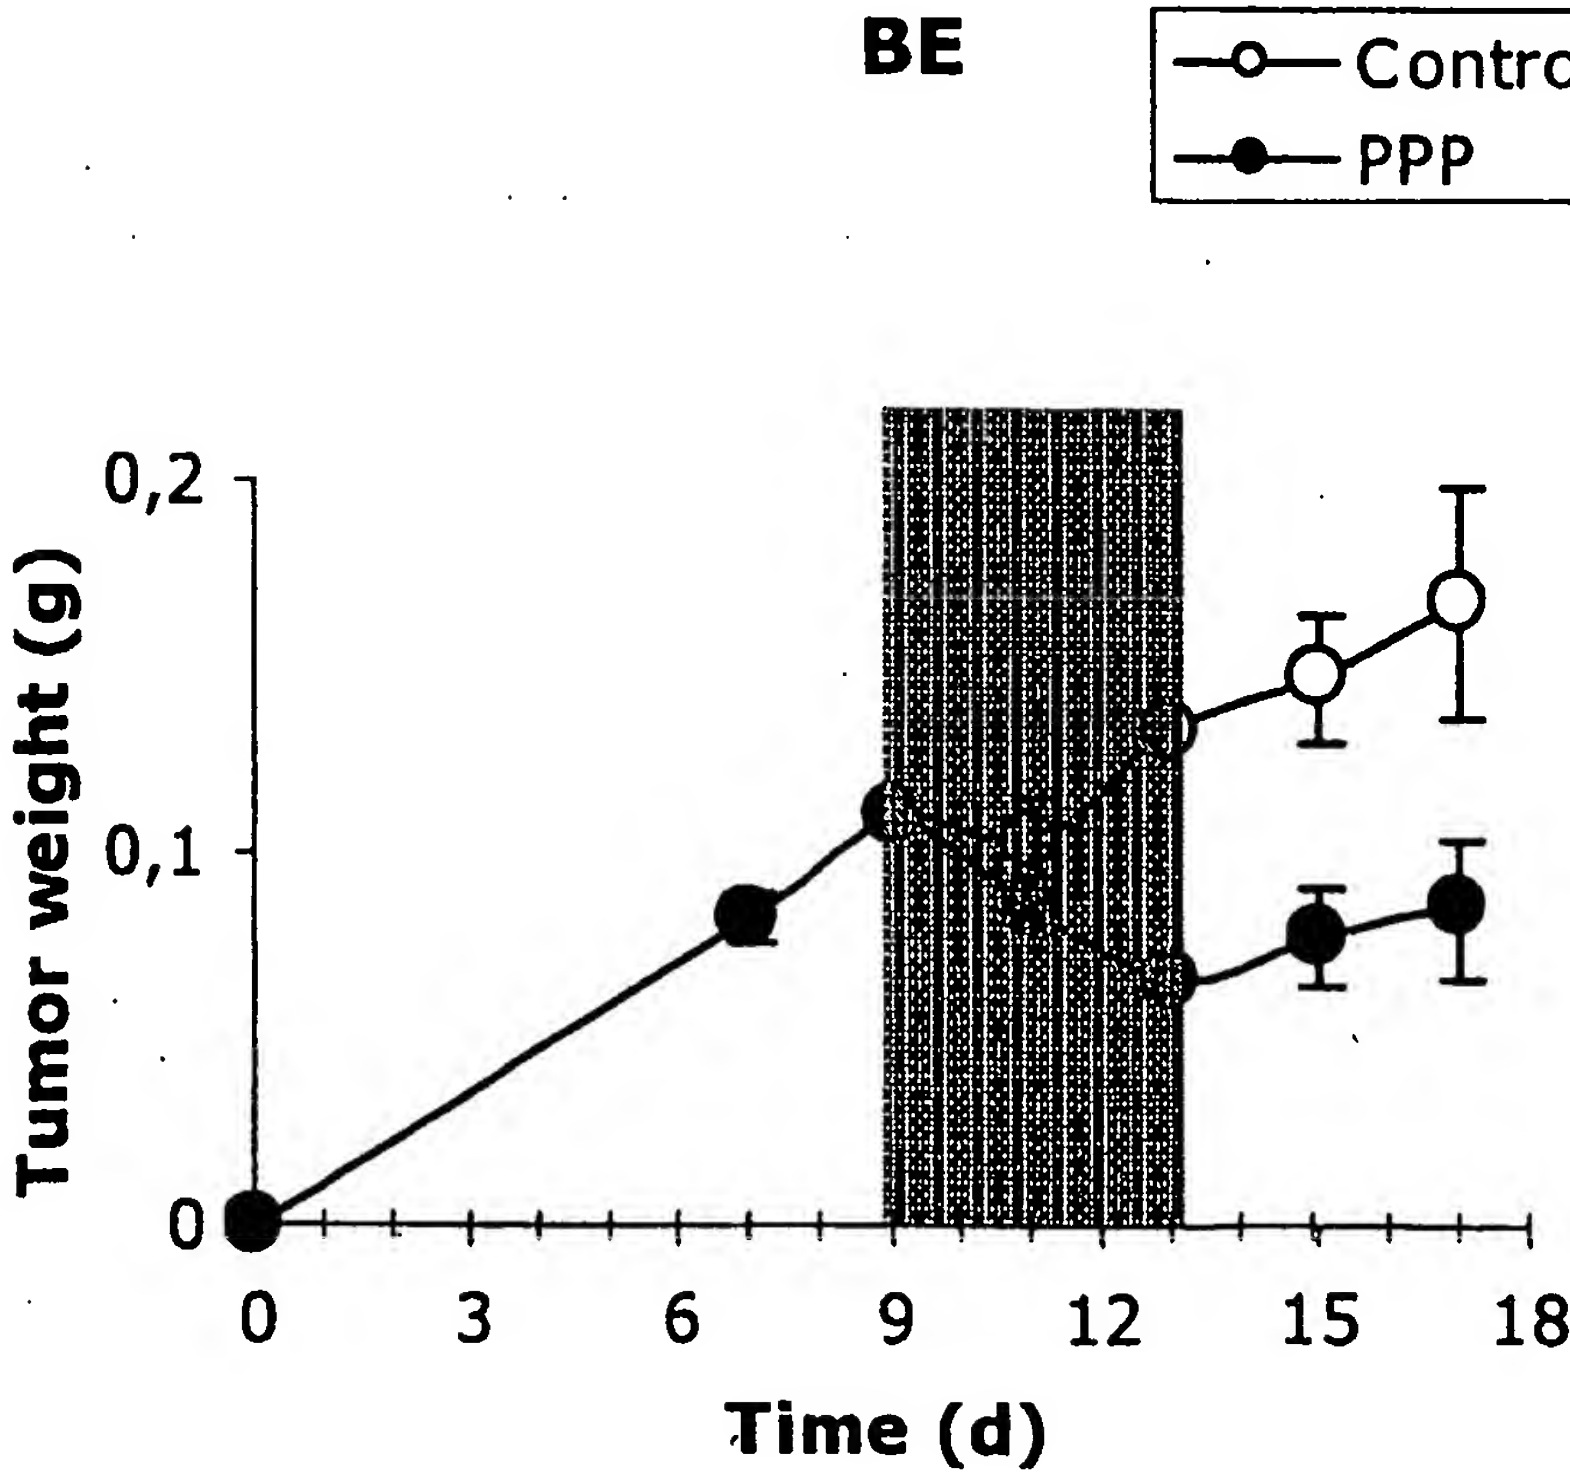 BE
Contro
PPP
Tumor weight (g)
0,2
0,1
0
0 3 6 9 12 15 18
Time (d)